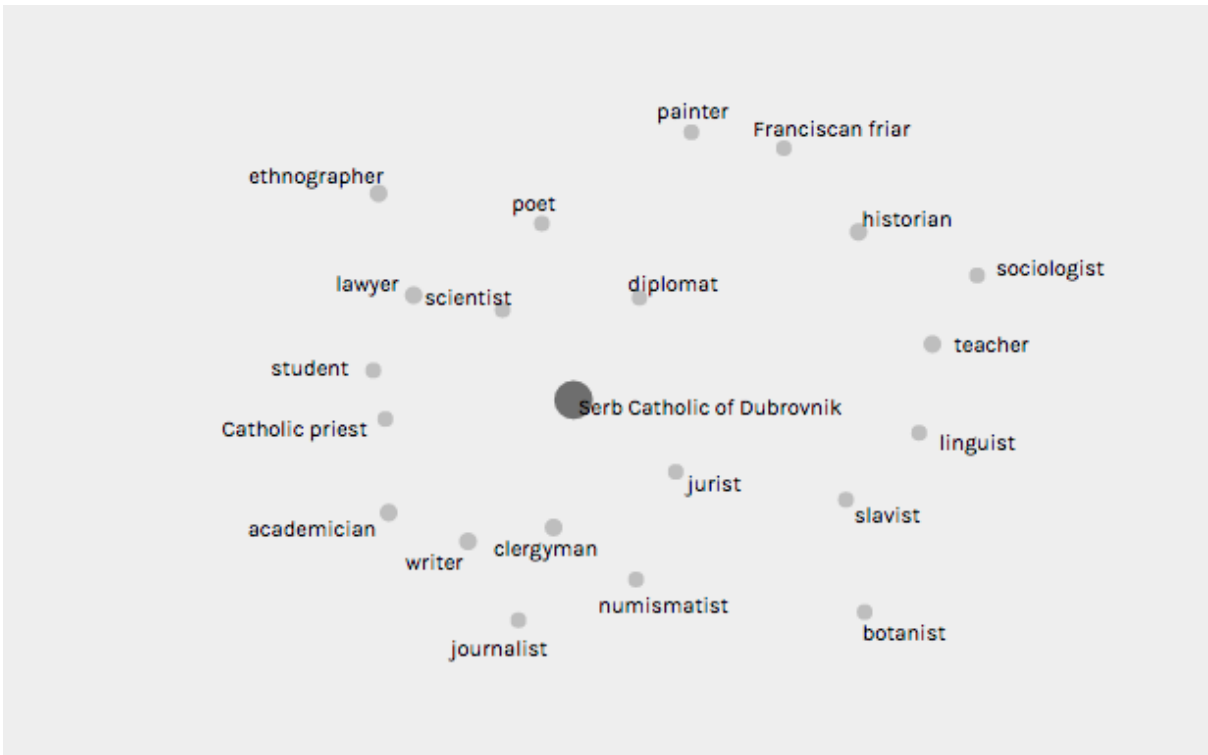 painter
Franciscan friar
ethnographer
poet
historian
sociologist
lawyer
scientist
diplomat
teacher
student
Serb Catholic of Dubrovnik
Catholic priest
linguist
jurist
slavist
academician
writer
clergyman
numismatist
botanist
journalist